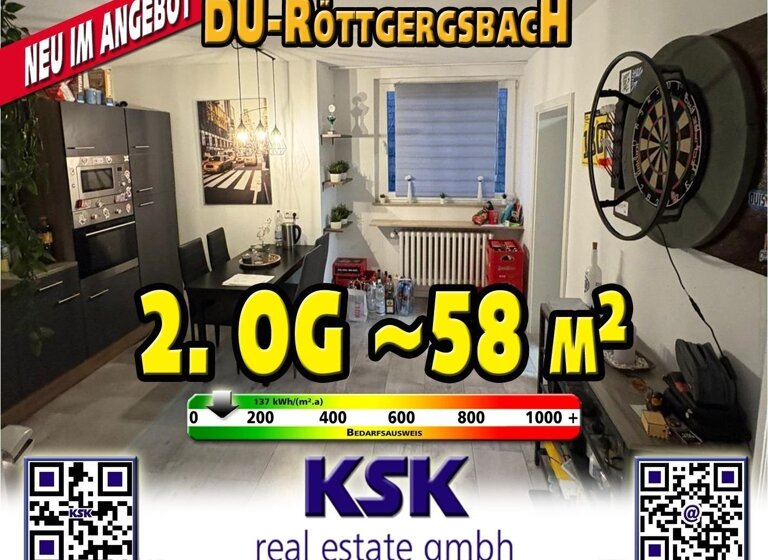 NEU IM ANGEBOT
DU-RÖTTGERGSBACH
2. OG ~58 M²
137 kWh/(m².a)
0 200 400 600 800 1000 +
BEDARFSAUSWEIS
KSK
KSK
@
real estate gmbh